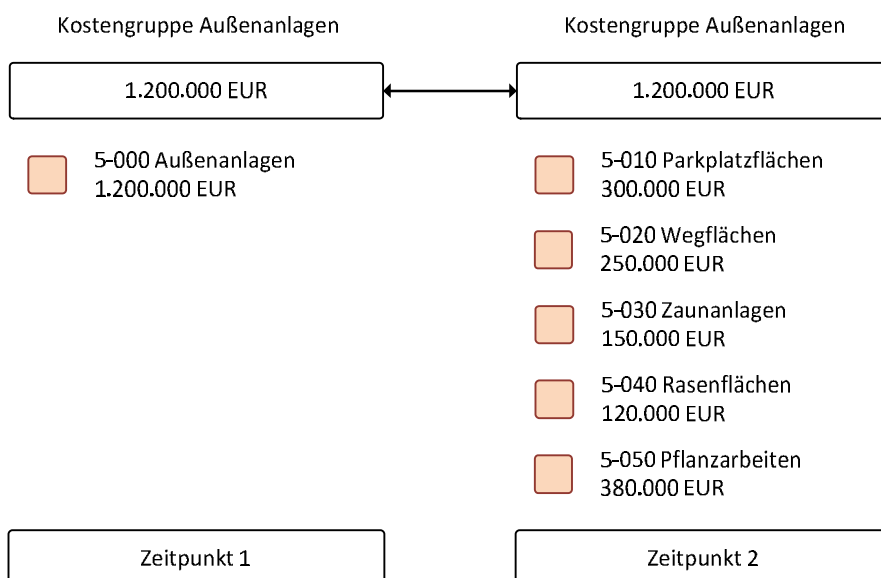 Kostengruppe Außenanlagen
1.200.000 EUR
5-000 Außenanlagen
1.200.000 EUR
Zeitpunkt 1
Kostengruppe Außenanlagen
1.200.000 EUR
5-010 Parkplatzflächen
300.000 EUR
5-020 Wegflächen
250.000 EUR
5-030 Zaunanlagen
150.000 EUR
5-040 Rasenflächen
120.000 EUR
5-050 Pflanzarbeiten
380.000 EUR
Zeitpunkt 2